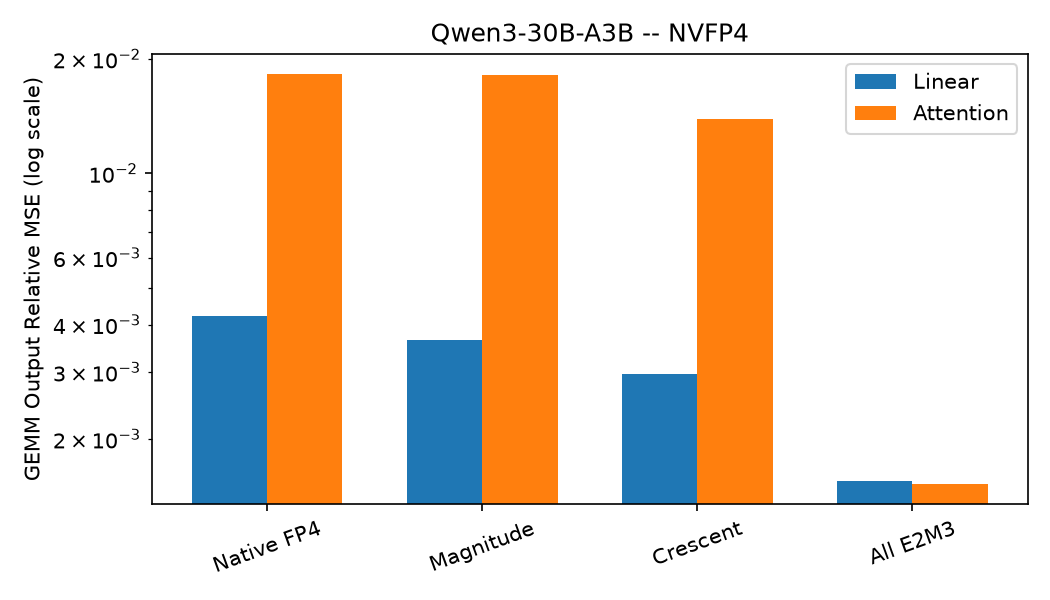 Qwen3-30B-A3B -- NVFP4
GEMM Output Relative MSE (log scale)
2 × 10⁻²
10⁻²
6 × 10⁻³
4 × 10⁻³
3 × 10⁻³
2 × 10⁻³
Linear
Attention
Native FP4
Magnitude
Crescent
All E2M3